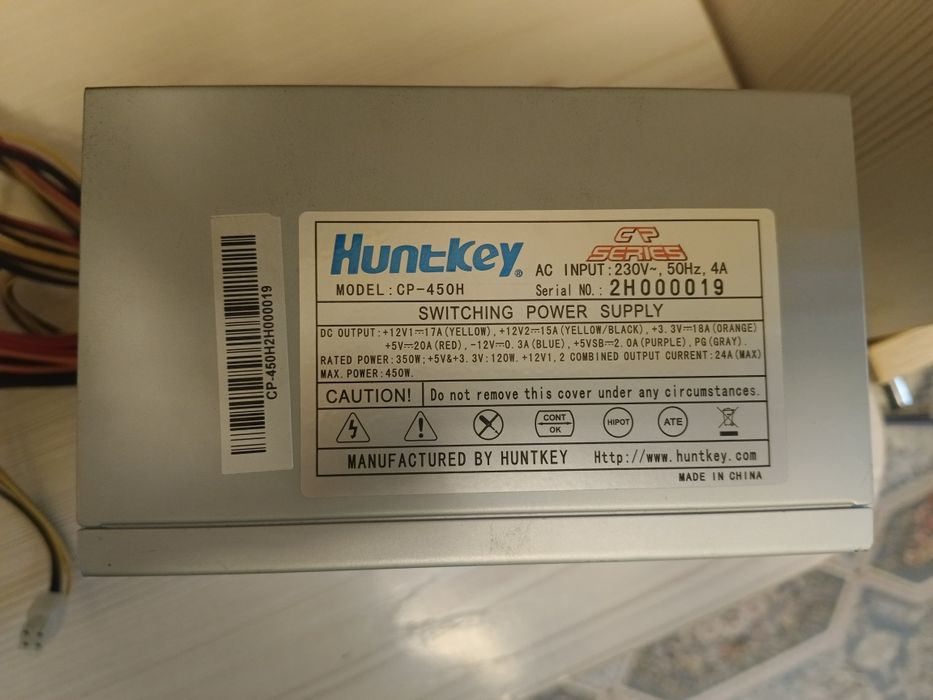 CP-450H2H000019
Huntkey®
CP
SERIES
MODEL: CP-450H
AC INPUT: 230V~, 50Hz, 4A
Serial NO.: 2H000019
SWITCHING POWER SUPPLY
DC OUTPUT: +12V1⎓17A(YELLOW), +12V2⎓15A(YELLOW/BLACK), +3.3V⎓18A(ORANGE)
+5V⎓20A(RED), -12V⎓0.3A(BLUE), +5VSB⎓2.0A(PURPLE), PG(GRAY).
RATED POWER: 350W; +5V&+3.3V: 120W. +12V1, 2 COMBINED OUTPUT CURRENT: 24A(MAX)
MAX. POWER: 450W.
CAUTION! Do not remove this cover under any circumstances.
CONT
OK
HIPOT
ATE
MANUFACTURED BY HUNTKEY Http://www.huntkey.com
MADE IN CHINA